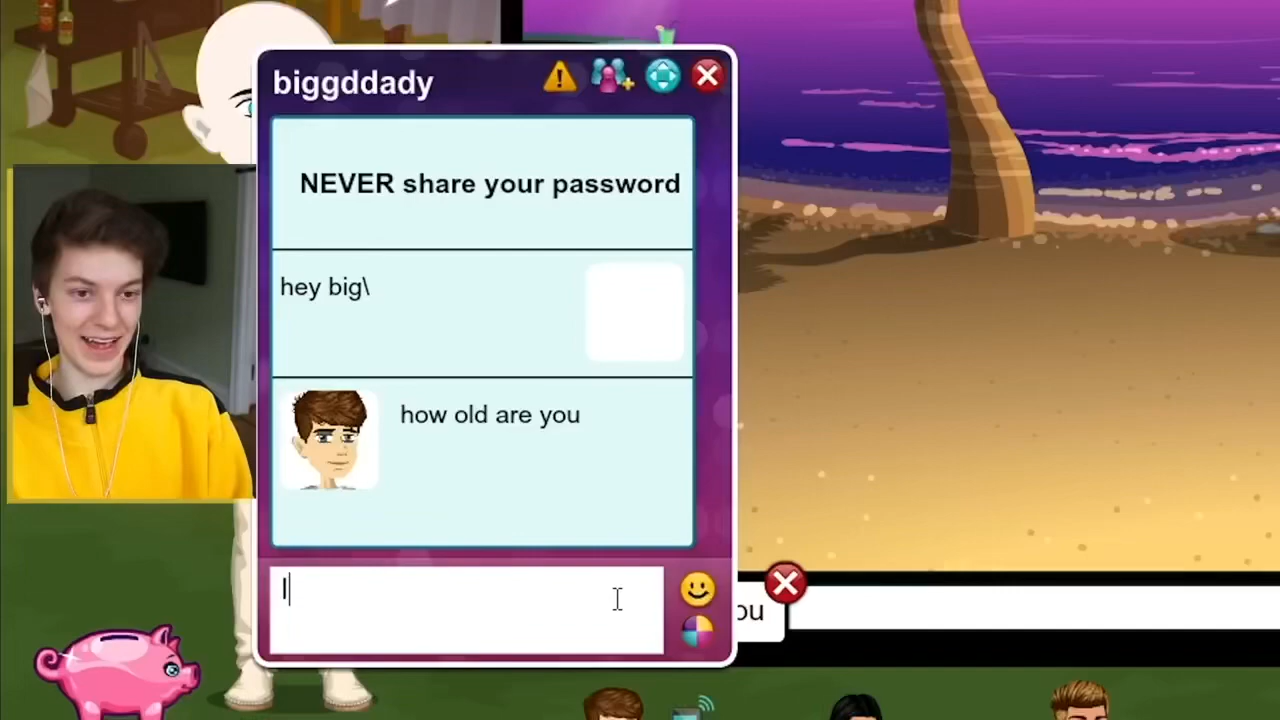 biggddady
NEVER share your password
hey big\
how old are you
I
ou